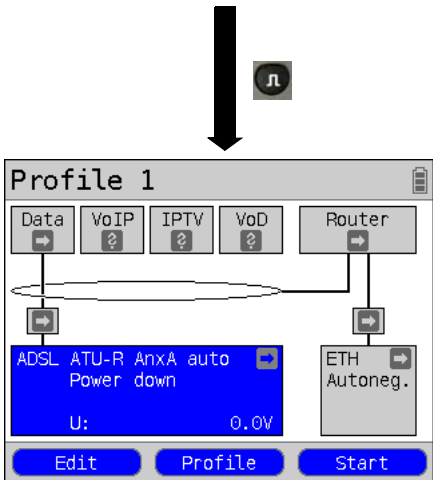 Profile 1
Data VoIP IPTV VoD Router
? ? ?
ADSL ATU-R AnxA auto
Power down
U: 0.0V
ETH
Autoneg.
Edit Profile Start